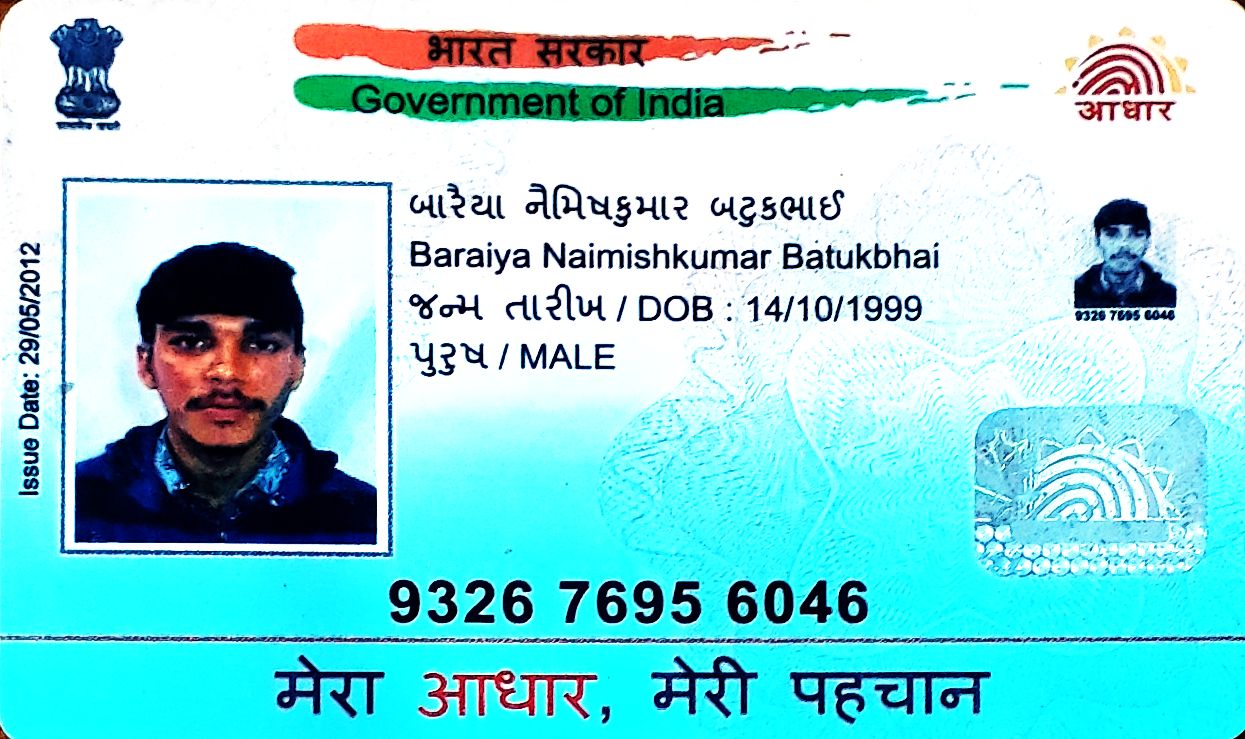 भारत सरकार
Government of India
आधार
બારૈયા નૈમિષકુમાર બટુકભાઈ
Baraiya Naimishkumar Batukbhai
જન્મ તારીખ / DOB : 14/10/1999
પુરુષ / MALE
Issue Date: 29/05/2012
9326 7695 6046
9326 7695 6046
मेरा आधार, मेरी पहचान